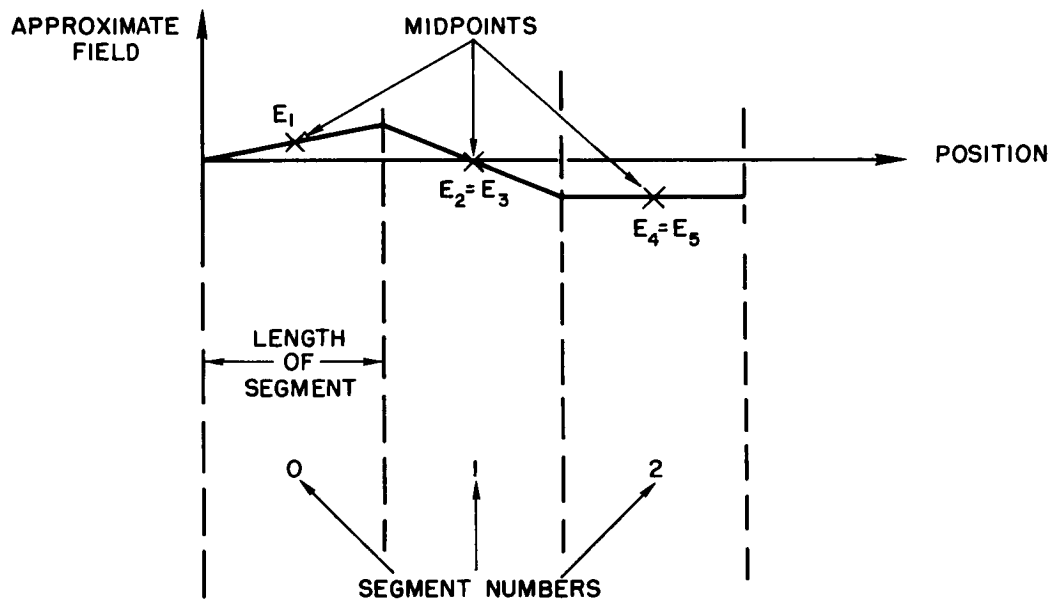 APPROXIMATE
FIELD
MIDPOINTS
E1
POSITION
E2=E3
E4=E5
LENGTH
OF
SEGMENT
0
1
2
SEGMENT NUMBERS